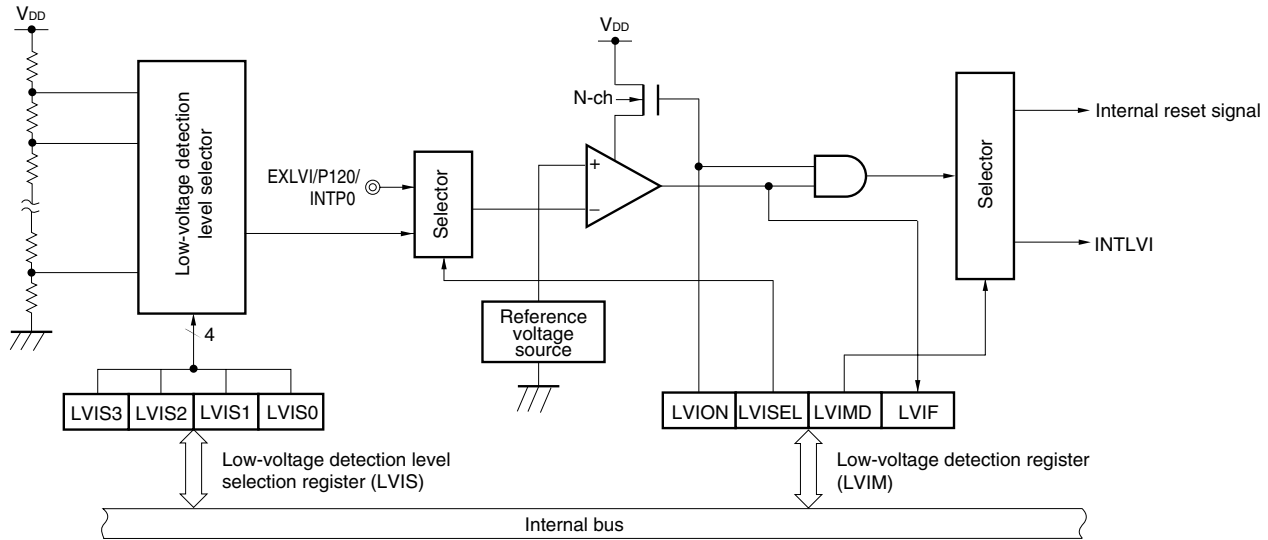 VDD
VDD
N-ch
Low-voltage detection
level selector
EXLVI/P120/
INTP0
Selector
+
−
Selector
Internal reset signal
INTLVI
Reference
voltage
source
4
LVIS3 LVIS2 LVIS1 LVIS0
LVION LVISEL LVIMD LVIF
Low-voltage detection level
selection register (LVIS)
Low-voltage detection register
(LVIM)
Internal bus